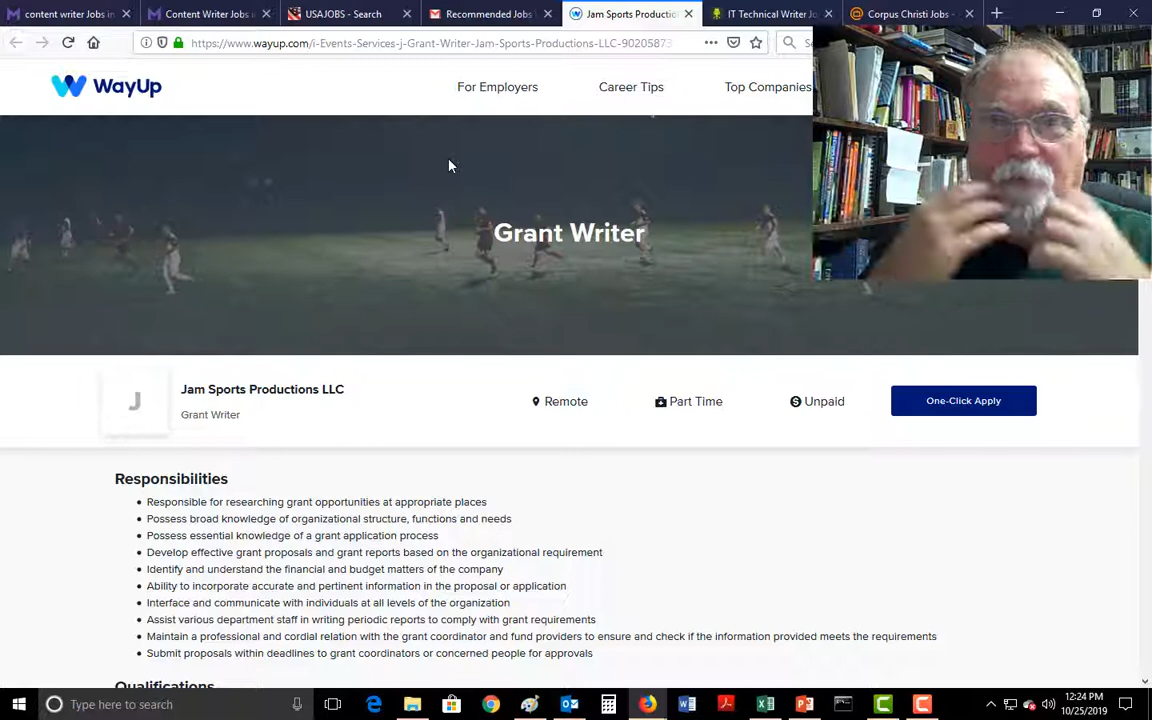 content writer Jobs in
Content Writer Jobs in
USAJOBS - Search
Recommended Jobs
Jam Sports Productio
IT Technical Writer Jo
Corpus Christi Jobs -
https://www.wayup.com/i-Events-Services-j-Grant-Writer-Jam-Sports-Productions-LLC-90205873
WayUp
For Employers
Career Tips
Top Companies
Grant Writer
J
Jam Sports Productions LLC
Grant Writer
Remote
Part Time
Unpaid
One-Click Apply
Responsibilities
• Responsible for researching grant opportunities at appropriate places
• Possess broad knowledge of organizational structure, functions and needs
• Possess essential knowledge of a grant application process
• Develop effective grant proposals and grant reports based on the organizational requirement
• Identify and understand the financial and budget matters of the company
• Ability to incorporate accurate and pertinent information in the proposal or application
• Interface and communicate with individuals at all levels of the organization
• Assist various department staff in writing periodic reports to comply with grant requirements
• Maintain a professional and cordial relation with the grant coordinator and fund providers to ensure and check if the information provided meets the requirements
• Submit proposals within deadlines to grant coordinators or concerned people for approvals
Qualifications
Type here to search
12:24 PM
10/25/2019